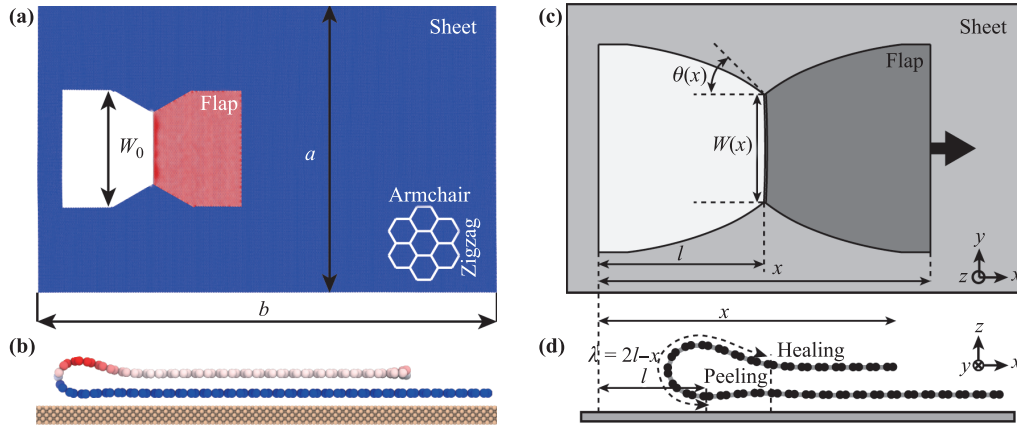 (a)
Sheet
Flap
W0
a
Armchair
Zigzag
b
(b)
(c)
Sheet
Flap
θ(x)
W(x)
l
x
y
z
x
(d)
x
λ = 2l–x
Healing
l
Peeling
z
y
x